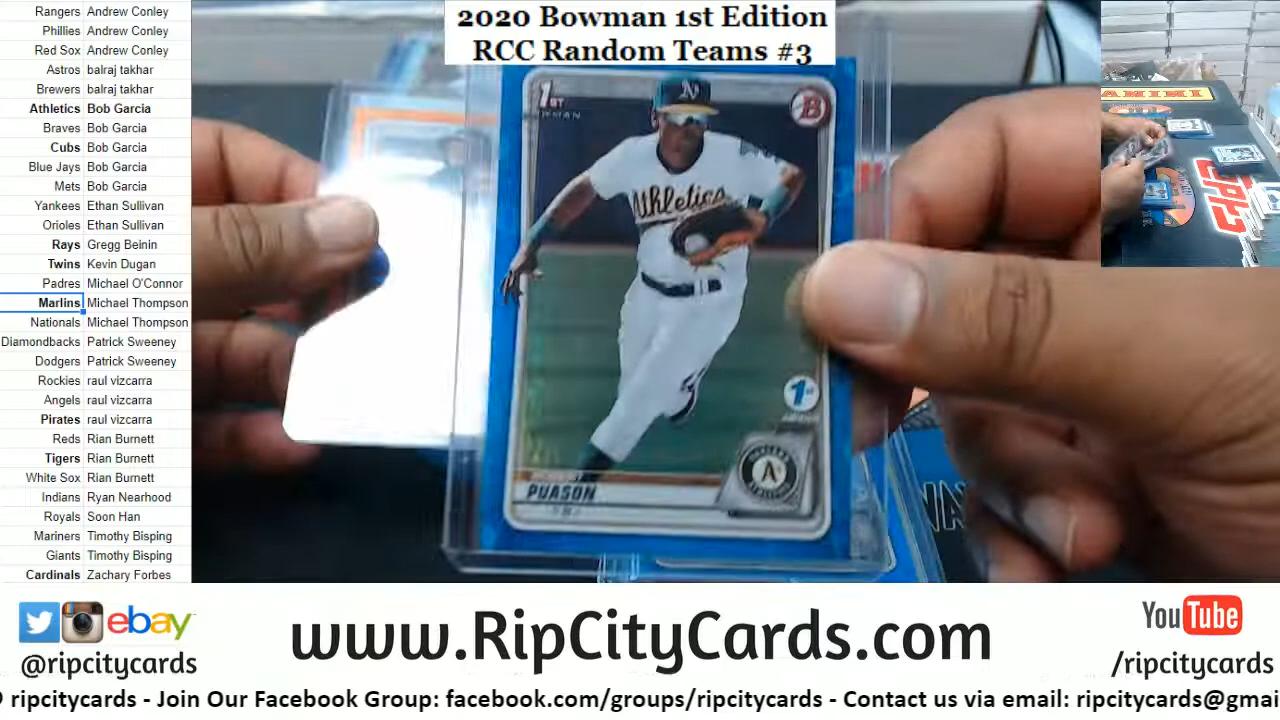 2020 Bowman 1st Edition
RCC Random Teams #3
Rangers Andrew Conley
Phillies Andrew Conley
Red Sox Andrew Conley
Astros balraj takhar
Brewers balraj takhar
Athletics Bob Garcia
Braves Bob Garcia
Cubs Bob Garcia
Blue Jays Bob Garcia
Mets Bob Garcia
Yankees Ethan Sullivan
Orioles Ethan Sullivan
Rays Gregg Beinin
Twins Kevin Dugan
Padres Michael O'Connor
Marlins Michael Thompson
Nationals Michael Thompson
Diamondbacks Patrick Sweeney
Dodgers Patrick Sweeney
Rockies raul vizcarra
Angels raul vizcarra
Pirates raul vizcarra
Reds Rian Burnett
Tigers Rian Burnett
White Sox Rian Burnett
Indians Ryan Nearhood
Royals Soon Han
Mariners Timothy Bisping
Giants Timothy Bisping
Cardinals Zachary Forbes
1ST
B
Athletics
1st
A
PUASON
PANINI
ebay
@ripcitycards
www.RipCityCards.com
YouTube
/ripcitycards
ripcitycards - Join Our Facebook Group: facebook.com/groups/ripcitycards - Contact us via email: ripcitycards@gmai